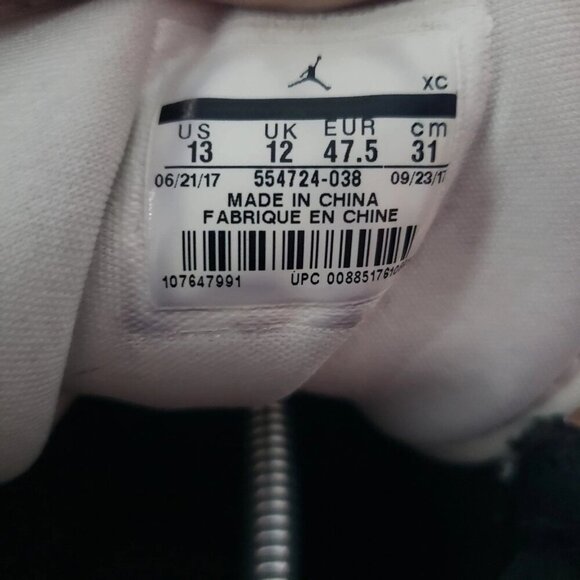 XC
US UK EUR cm
13 12 47.5 31
06/21/17 554724-038 09/23/17
MADE IN CHINA
FABRIQUE EN CHINE
107647991 UPC